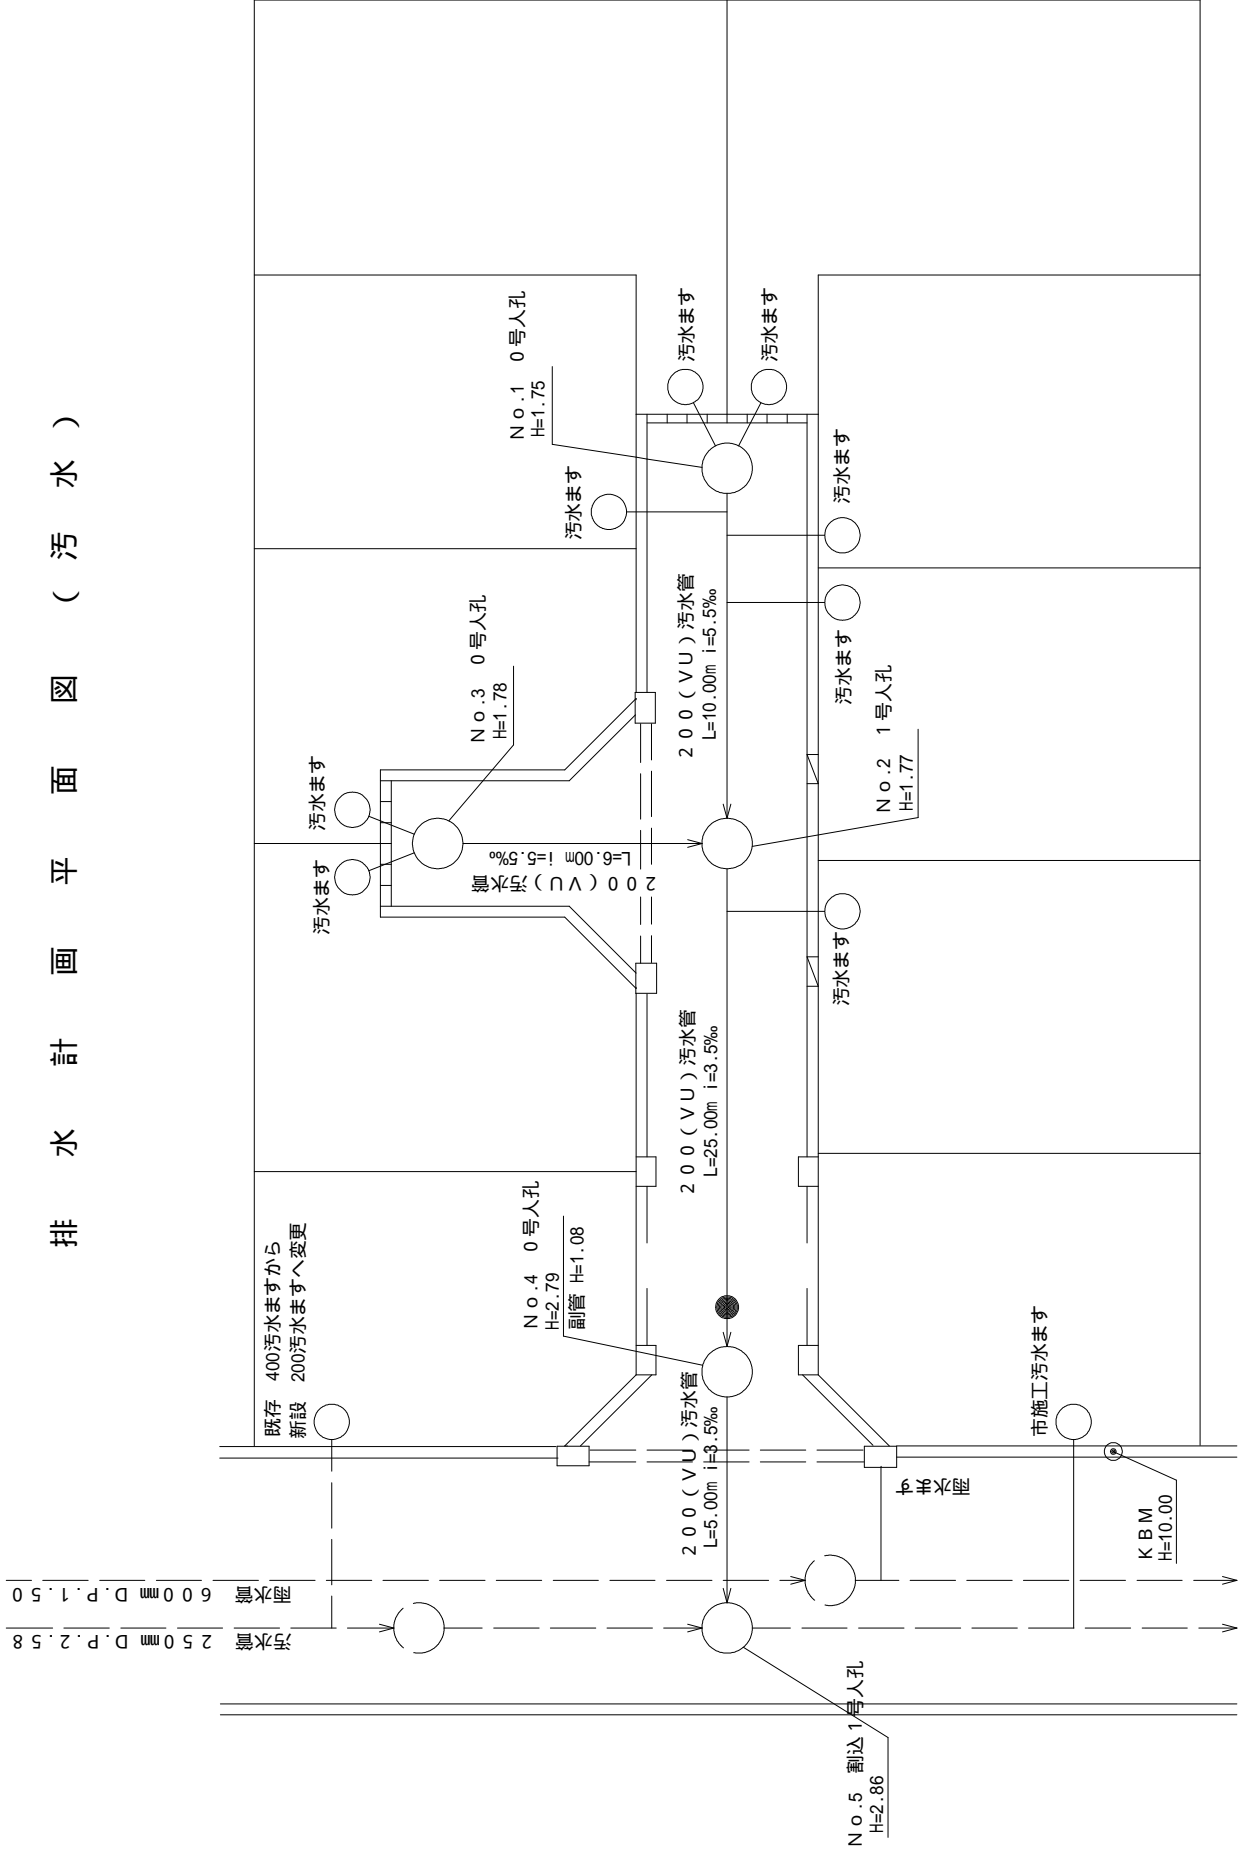 排水計画平面図(汚水)
既存 400汚水ますから
新設 200汚水ますへ変更
汚水ます
汚水ます
No.3 0号人孔
H=1.78
汚水ます
No.1 0号人孔
H=1.75
汚水ます
汚水ます
200(VU)汚水管
L=6.00m i=5.5‰
No.4 0号人孔
H=2.79
副管 H=1.08
200(VU)汚水管
L=5.00m i=3.5‰
200(VU)汚水管
L=25.00m i=3.5‰
200(VU)汚水管
L=10.00m i=5.5‰
汚水ます
汚水ます
汚水ます
No.2 1号人孔
H=1.77
雨水ます
市施工汚水ます
KBM
H=10.00
雨水管 600mm D.P.1.50
汚水管 250mm D.P.2.58
No.5 割込1号人孔
H=2.86